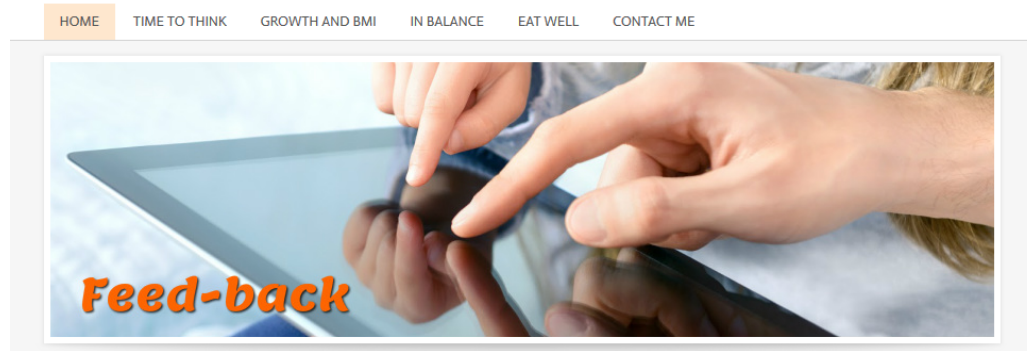 HOME TIME TO THINK GROWTH AND BMI IN BALANCE EAT WELL CONTACT ME
Feed-back